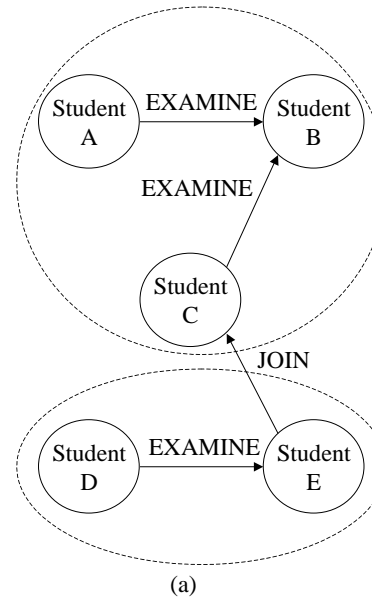 Student
A
EXAMINE
Student
B
EXAMINE
Student
C
JOIN
Student
D
EXAMINE
Student
E
(a)